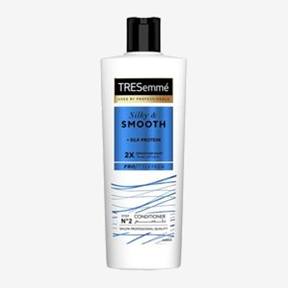 TRESemmé
USED BY PROFESSIONALS
Silky &
SMOOTH
+ SILK PROTEIN
2X
STEP
Nº2
CONDITIONER
SALON PROFESSIONAL QUALITY